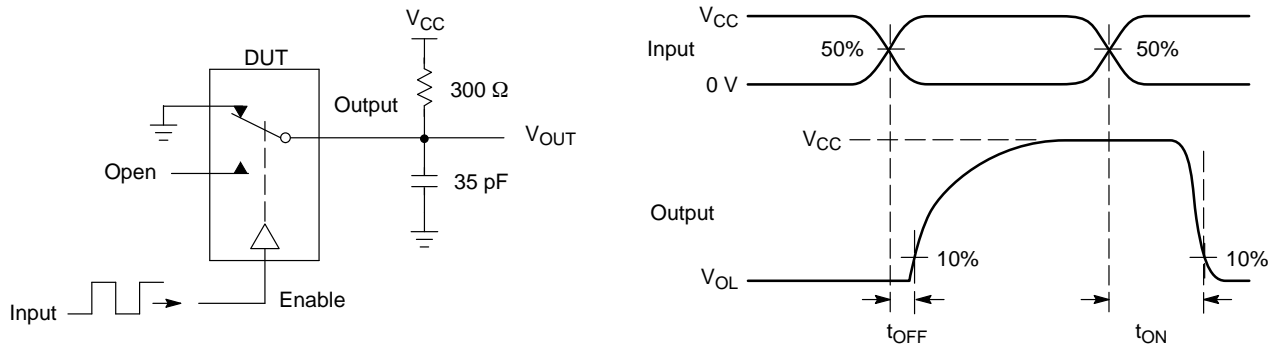 V_CC
DUT
Output
300 Ω
V_OUT
Open
35 pF
Input
Enable
V_CC
Input
50%
50%
0 V
V_CC
Output
10%
10%
V_OL
t_OFF
t_ON